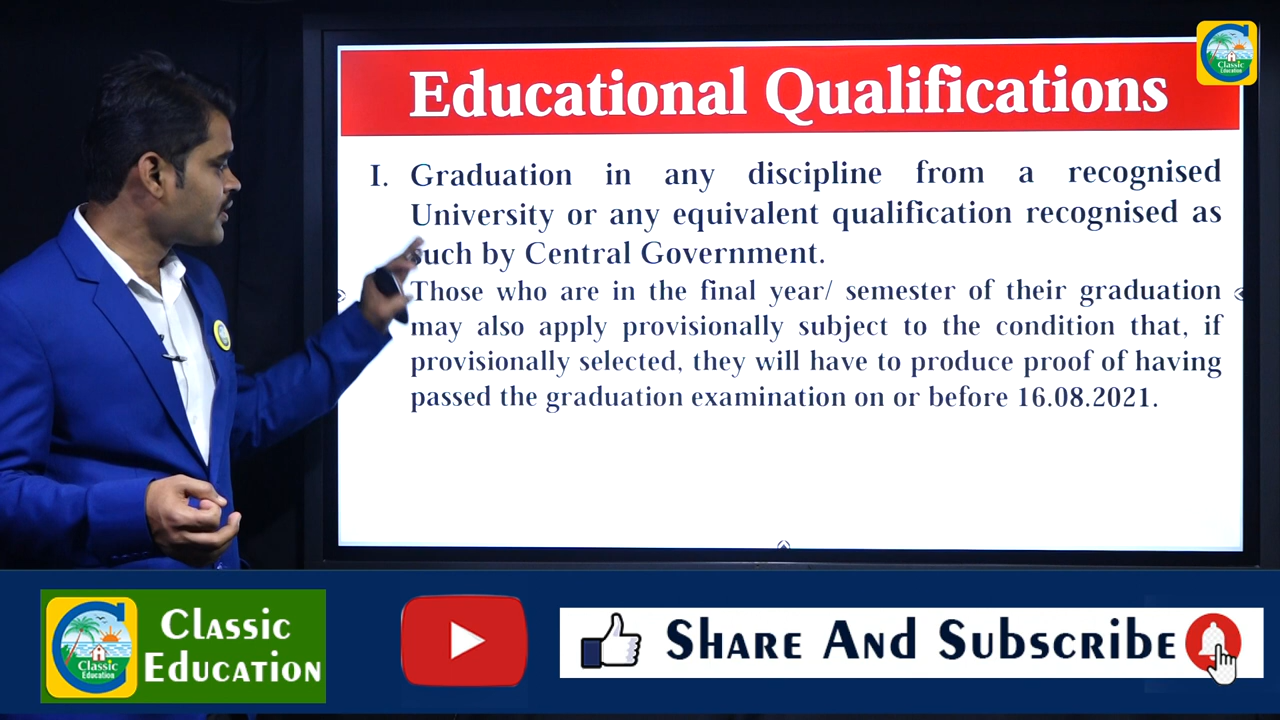 Educational Qualifications
Classic
Education
I. Graduation in any discipline from a recognised
University or any equivalent qualification recognised as
such by Central Government.
Those who are in the final year/ semester of their graduation
may also apply provisionally subject to the condition that, if
provisionally selected, they will have to produce proof of having
passed the graduation examination on or before 16.08.2021.
Classic
Education
CLASSIC
EDUCATION
SHARE AND SUBSCRIBE